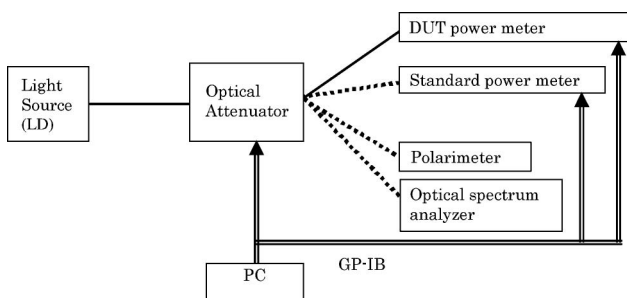 DUT power meter
Standard power meter
Light
Source
(LD)
Optical
Attenuator
Polarimeter
Optical spectrum
analyzer
GP-IB
PC